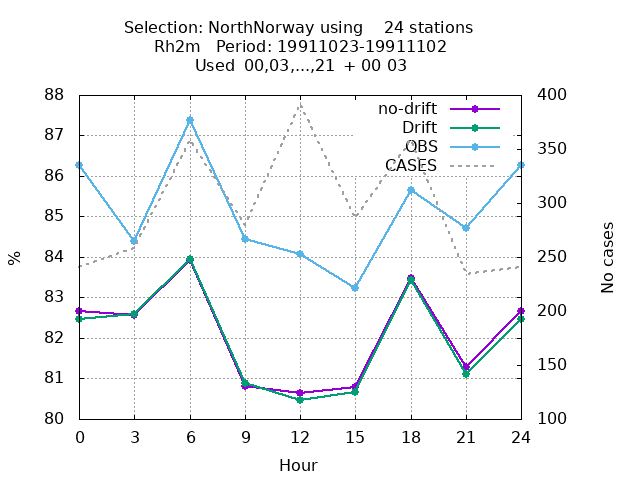 Selection: NorthNorway using    24 stations
Rh2m   Period: 19911023-19911102
Used  00,03,...,21  + 00 03
no-drift
Drift
OBS
CASES
88
87
86
85
84
83
82
81
80
400
350
300
250
200
150
100
%
No cases
0 3 6 9 12 15 18 21 24
Hour